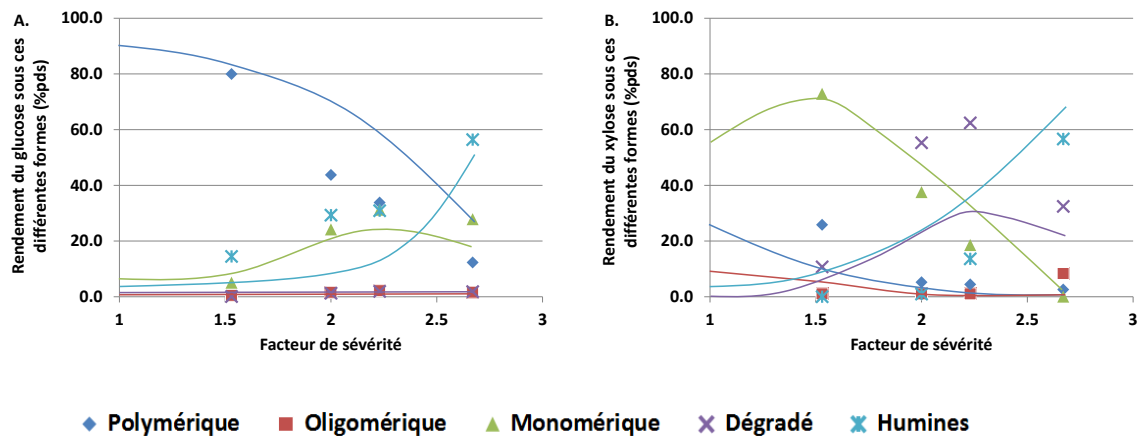 A.
Rendement du glucose sous ces
différentes formes (%pds)
100.0
80.0
60.0
40.0
20.0
0.0
1
1.5
2
2.5
3
Facteur de sévérité
B.
Rendement du xylose sous ces
différentes formes (%pds)
100.0
80.0
60.0
40.0
20.0
0.0
1
1.5
2
2.5
3
Facteur de sévérité
Polymérique
Oligomérique
Monomérique
Dégradé
Humines